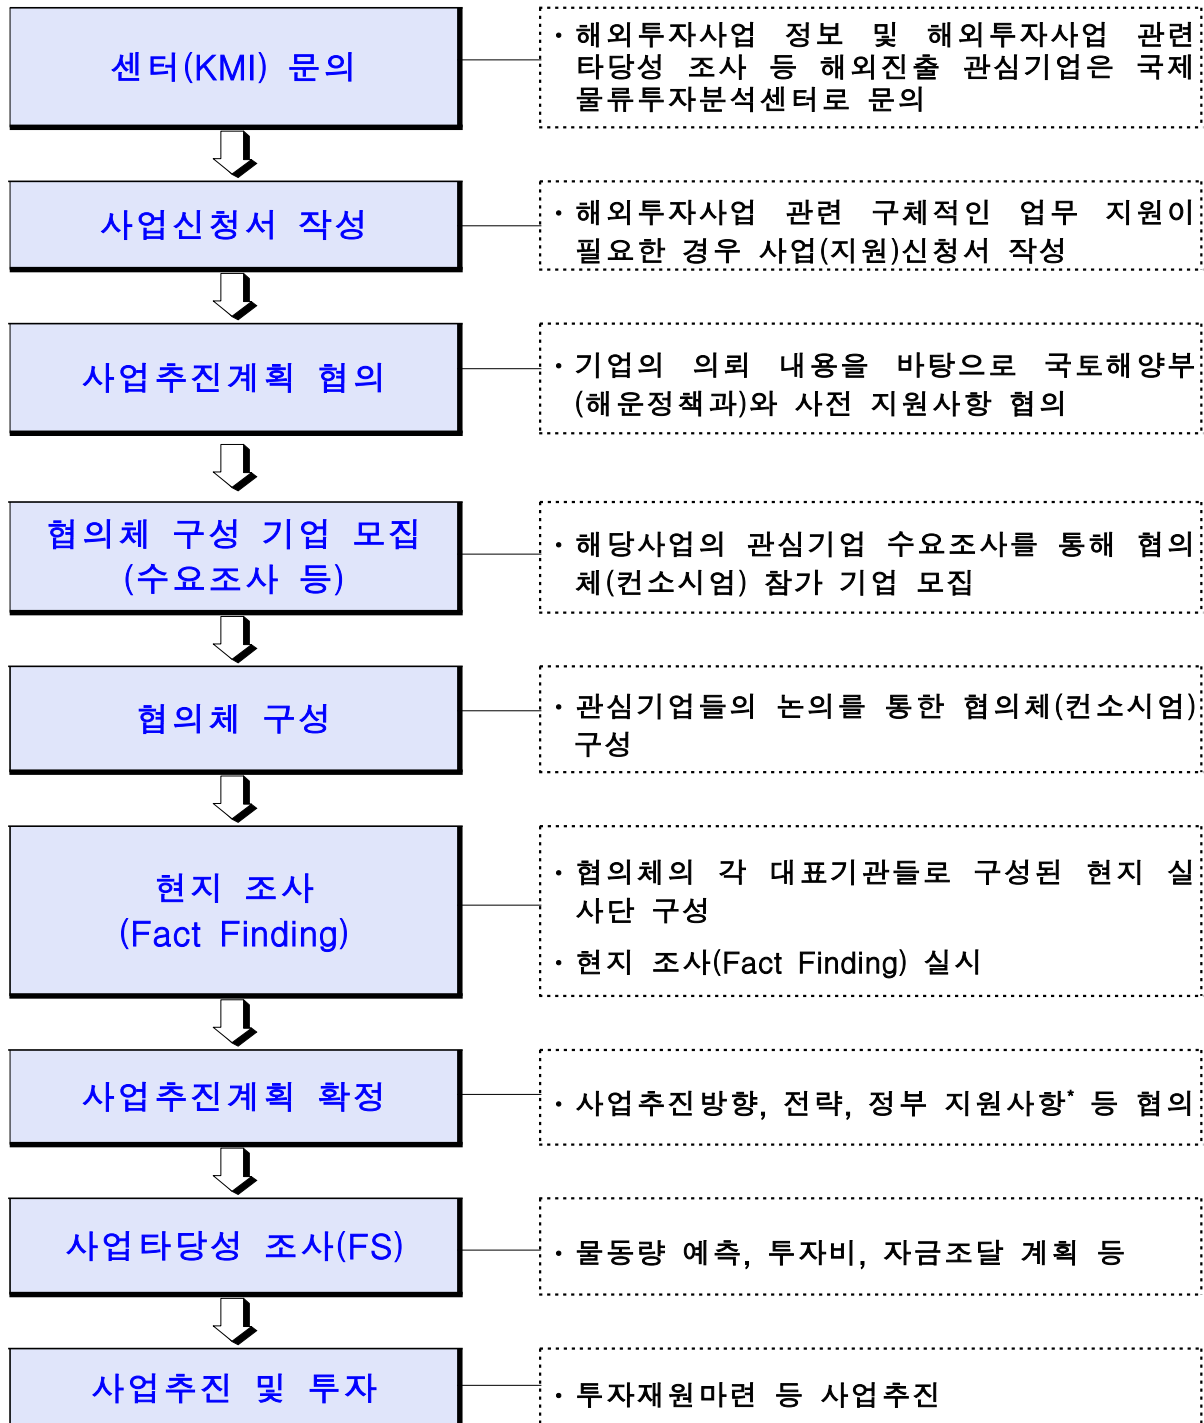 센터(KMI) 문의
· 해외투자사업 정보 및 해외투자사업 관련
타당성 조사 등 해외진출 관심기업은 국제
물류투자분석센터로 문의
사업신청서 작성
· 해외투자사업 관련 구체적인 업무 지원이
필요한 경우 사업(지원)신청서 작성
사업추진계획 협의
· 기업의 의뢰 내용을 바탕으로 국토해양부
(해운정책과)와 사전 지원사항 협의
협의체 구성 기업 모집
(수요조사 등)
· 해당사업의 관심기업 수요조사를 통해 협의
체(컨소시엄) 참가 기업 모집
협의체 구성
· 관심기업들의 논의를 통한 협의체(컨소시엄)
구성
현지 조사
(Fact Finding)
· 협의체의 각 대표기관들로 구성된 현지 실
사단 구성
· 현지 조사(Fact Finding) 실시
사업추진계획 확정
· 사업추진방향, 전략, 정부 지원사항* 등 협의
사업타당성 조사(FS)
· 물동량 예측, 투자비, 자금조달 계획 등
사업추진 및 투자
· 투자재원마련 등 사업추진